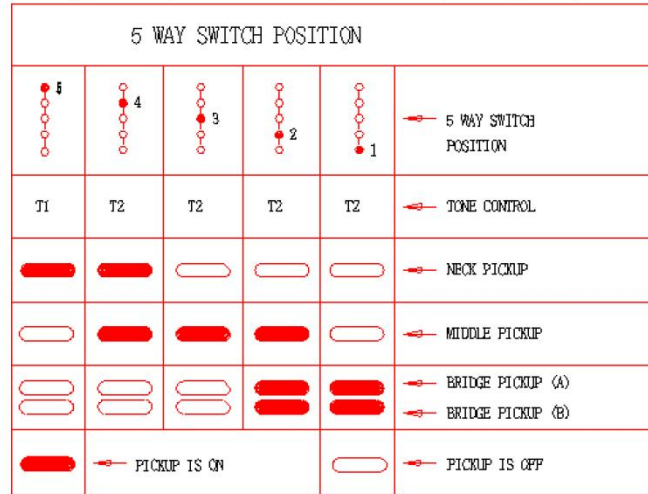 5 WAY SWITCH POSITION
5
4
3
2
1
5 WAY SWITCH
POSITION
T1 T2 T2 T2 T2 TONE CONTROL
NECK PICKUP
MIDDLE PICKUP
BRIDGE PICKUP (A)
BRIDGE PICKUP (B)
PICKUP IS ON PICKUP IS OFF